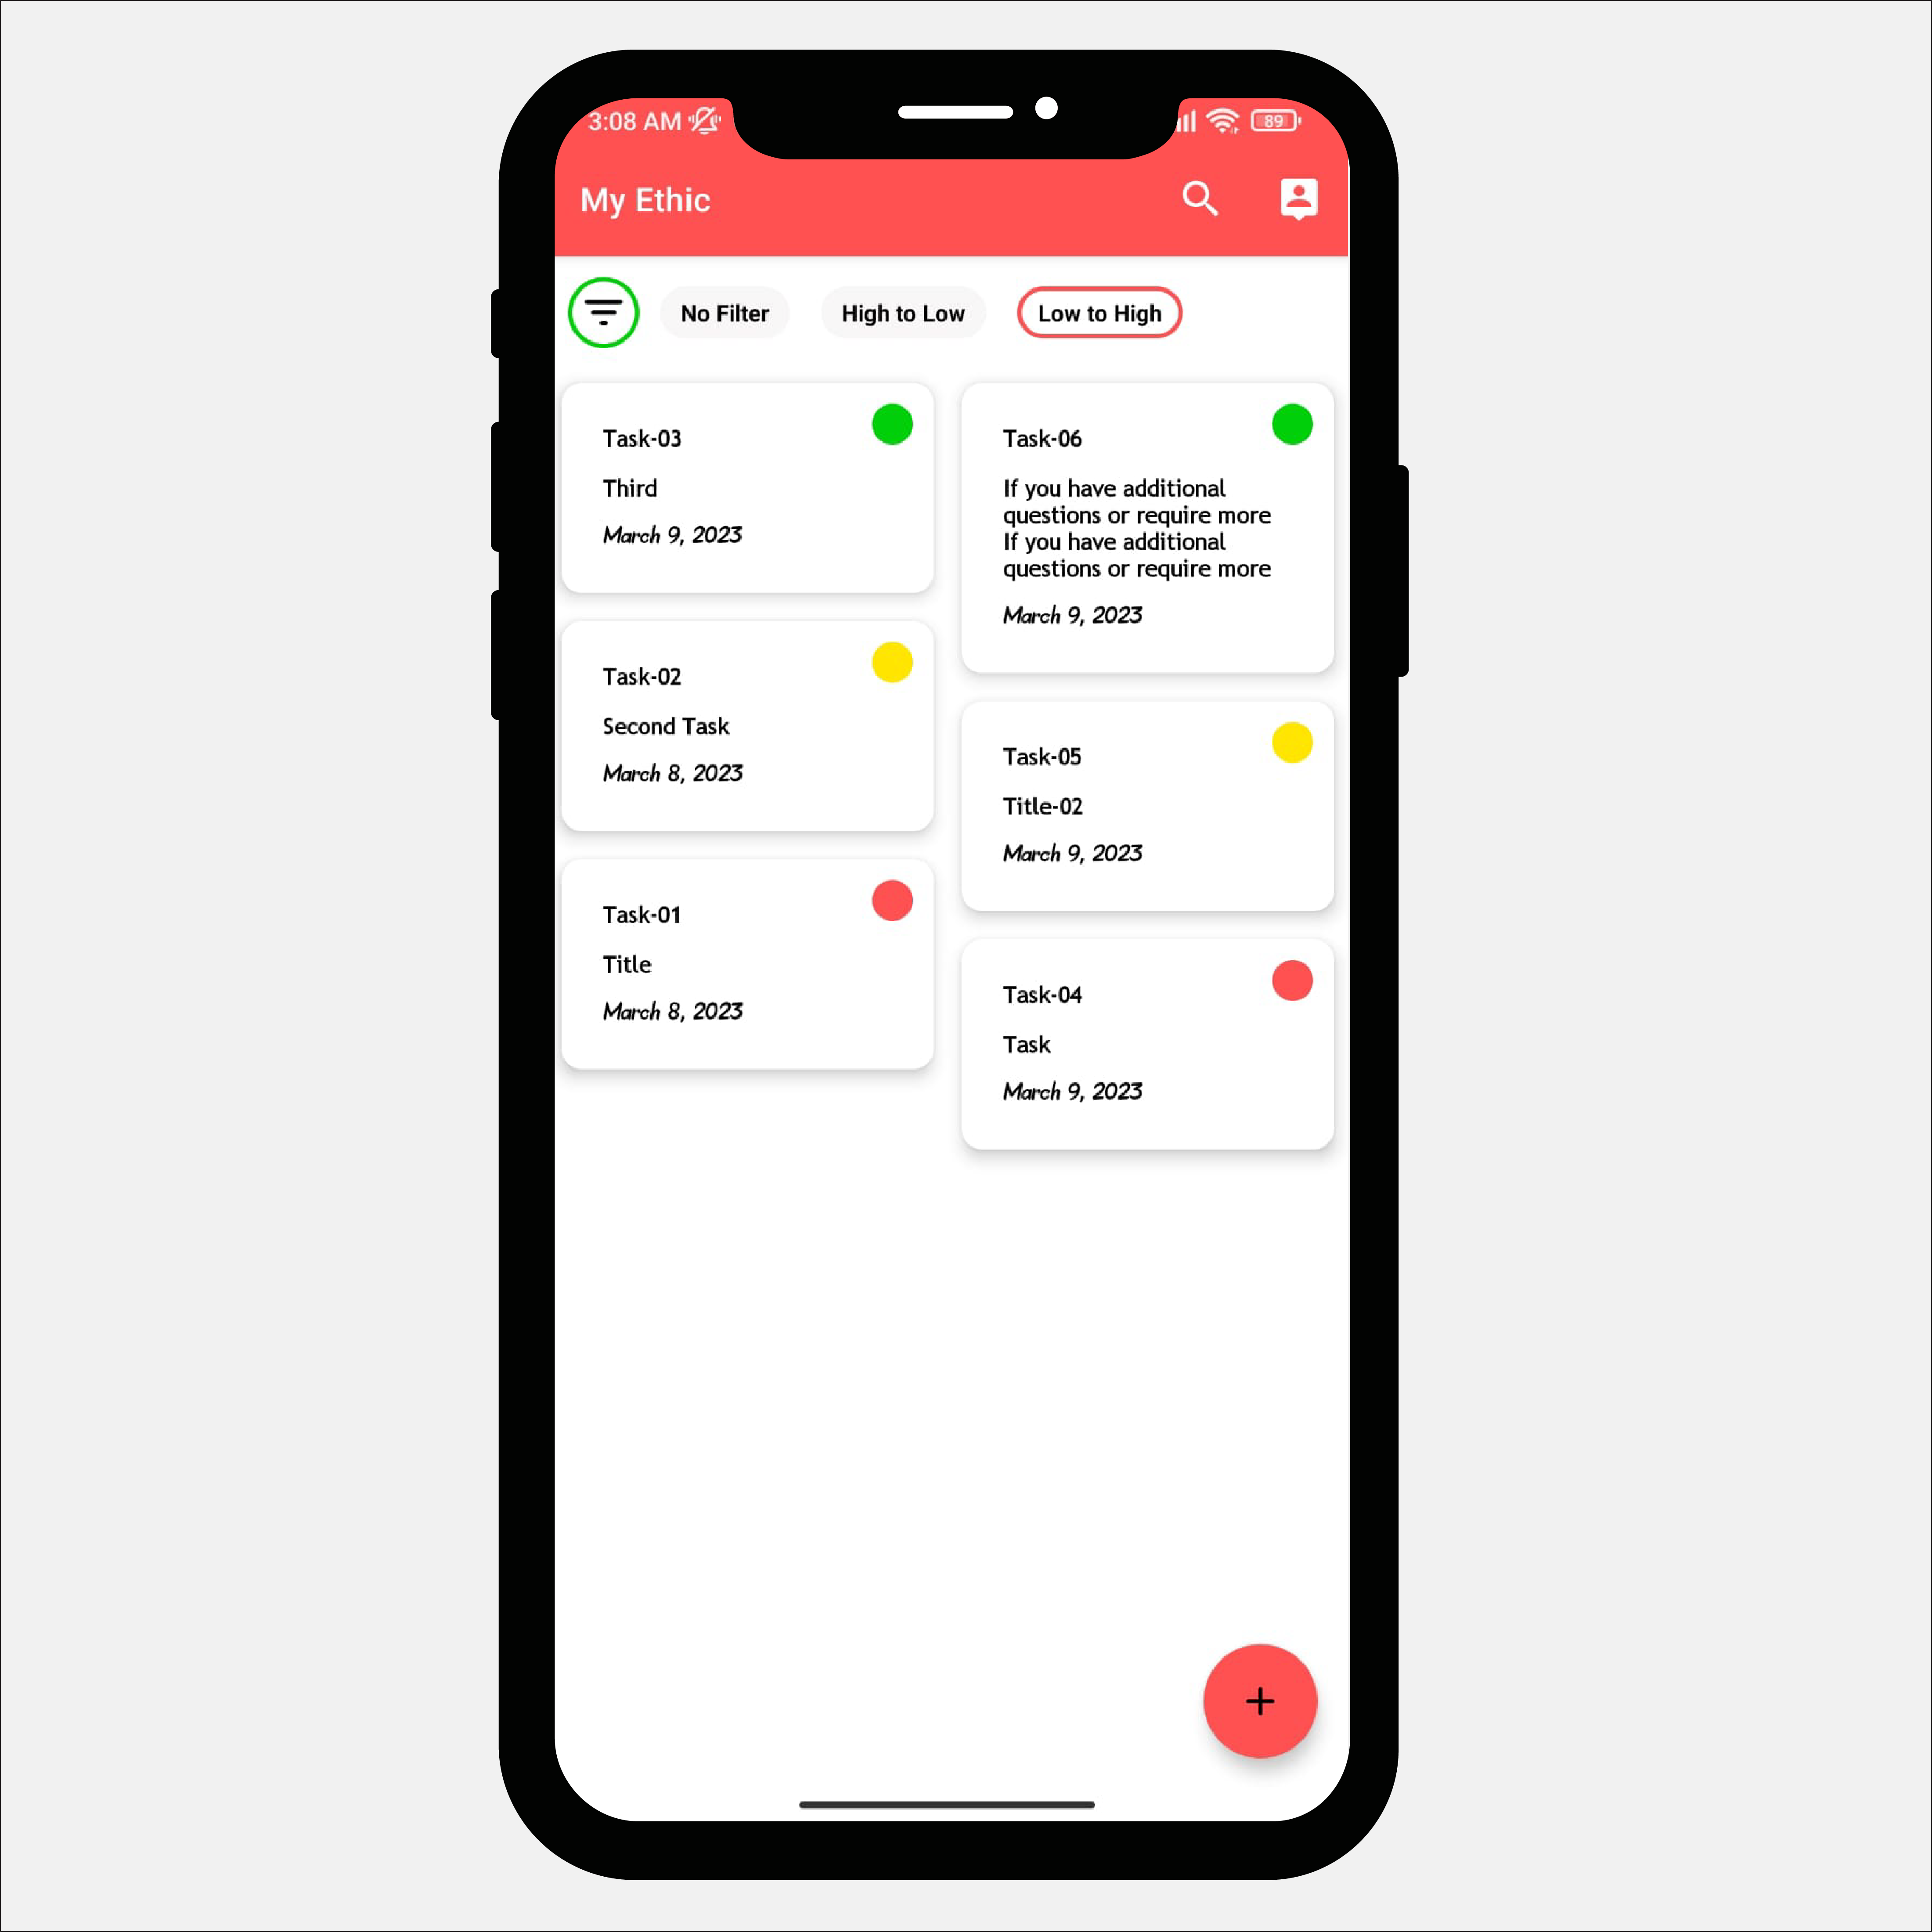 3:08 AM
89
My Ethic
No Filter
High to Low
Low to High
Task-03
Third
March 9, 2023
Task-06
If you have additional
questions or require more
If you have additional
questions or require more
March 9, 2023
Task-02
Second Task
March 8, 2023
Task-05
Title-02
March 9, 2023
Task-01
Title
March 8, 2023
Task-04
Task
March 9, 2023
+